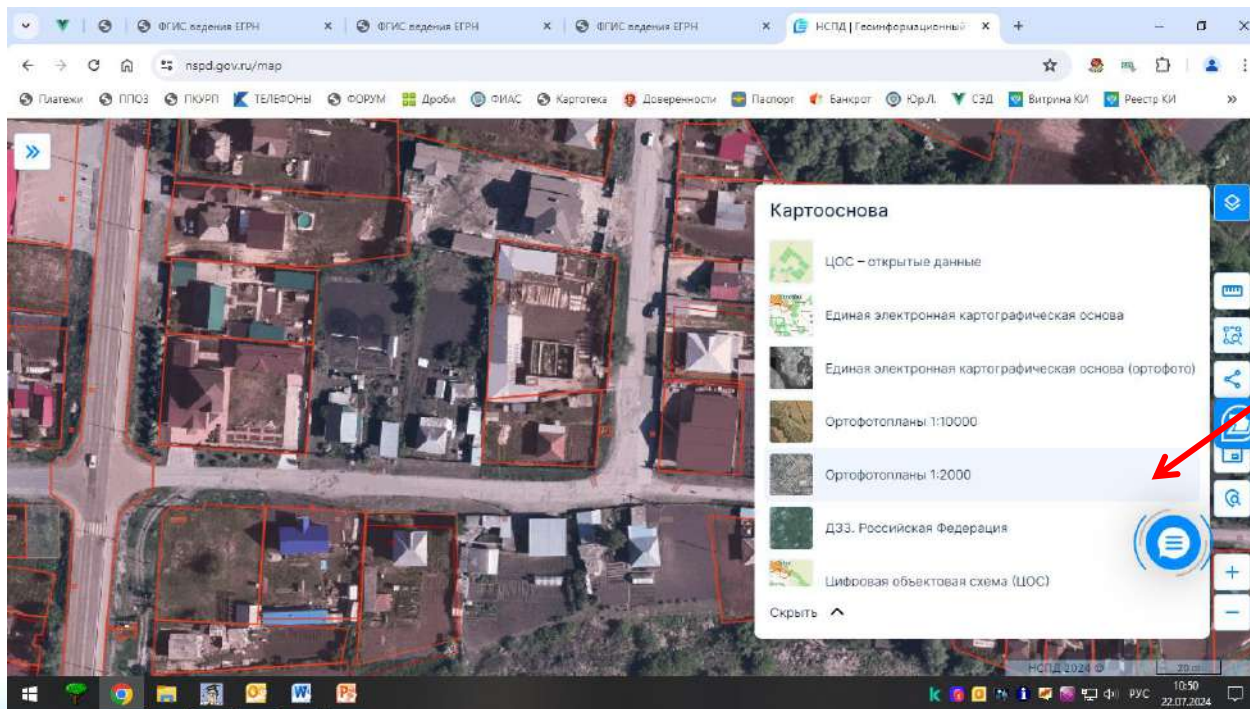 ФГИС ведения ЕГРН
ФГИС ведения ЕГРН
ФГИС ведения ЕГРН
НСПД | Геоинформационный
nspd.gov.ru/map
Платежи ППОЗ ПКУРП ТЕЛЕФОНЫ ФОРУМ Дроби ФИАС Картотека Доверенности Паспорт Банкрот Юр.Л. СЭД Витрина КИ Реестр КИ
Картооснова
ЦОС – открытые данные
Единая электронная картографическая основа
Единая электронная картографическая основа (ортофото)
Ортофотопланы 1:10000
Ортофотопланы 1:2000
ДЗЗ. Российская Федерация
Цифровая объектовая схема (ЦОС)
Скрыть
НСПД 2024 ©
20
РУС
10:50
22.07.2024